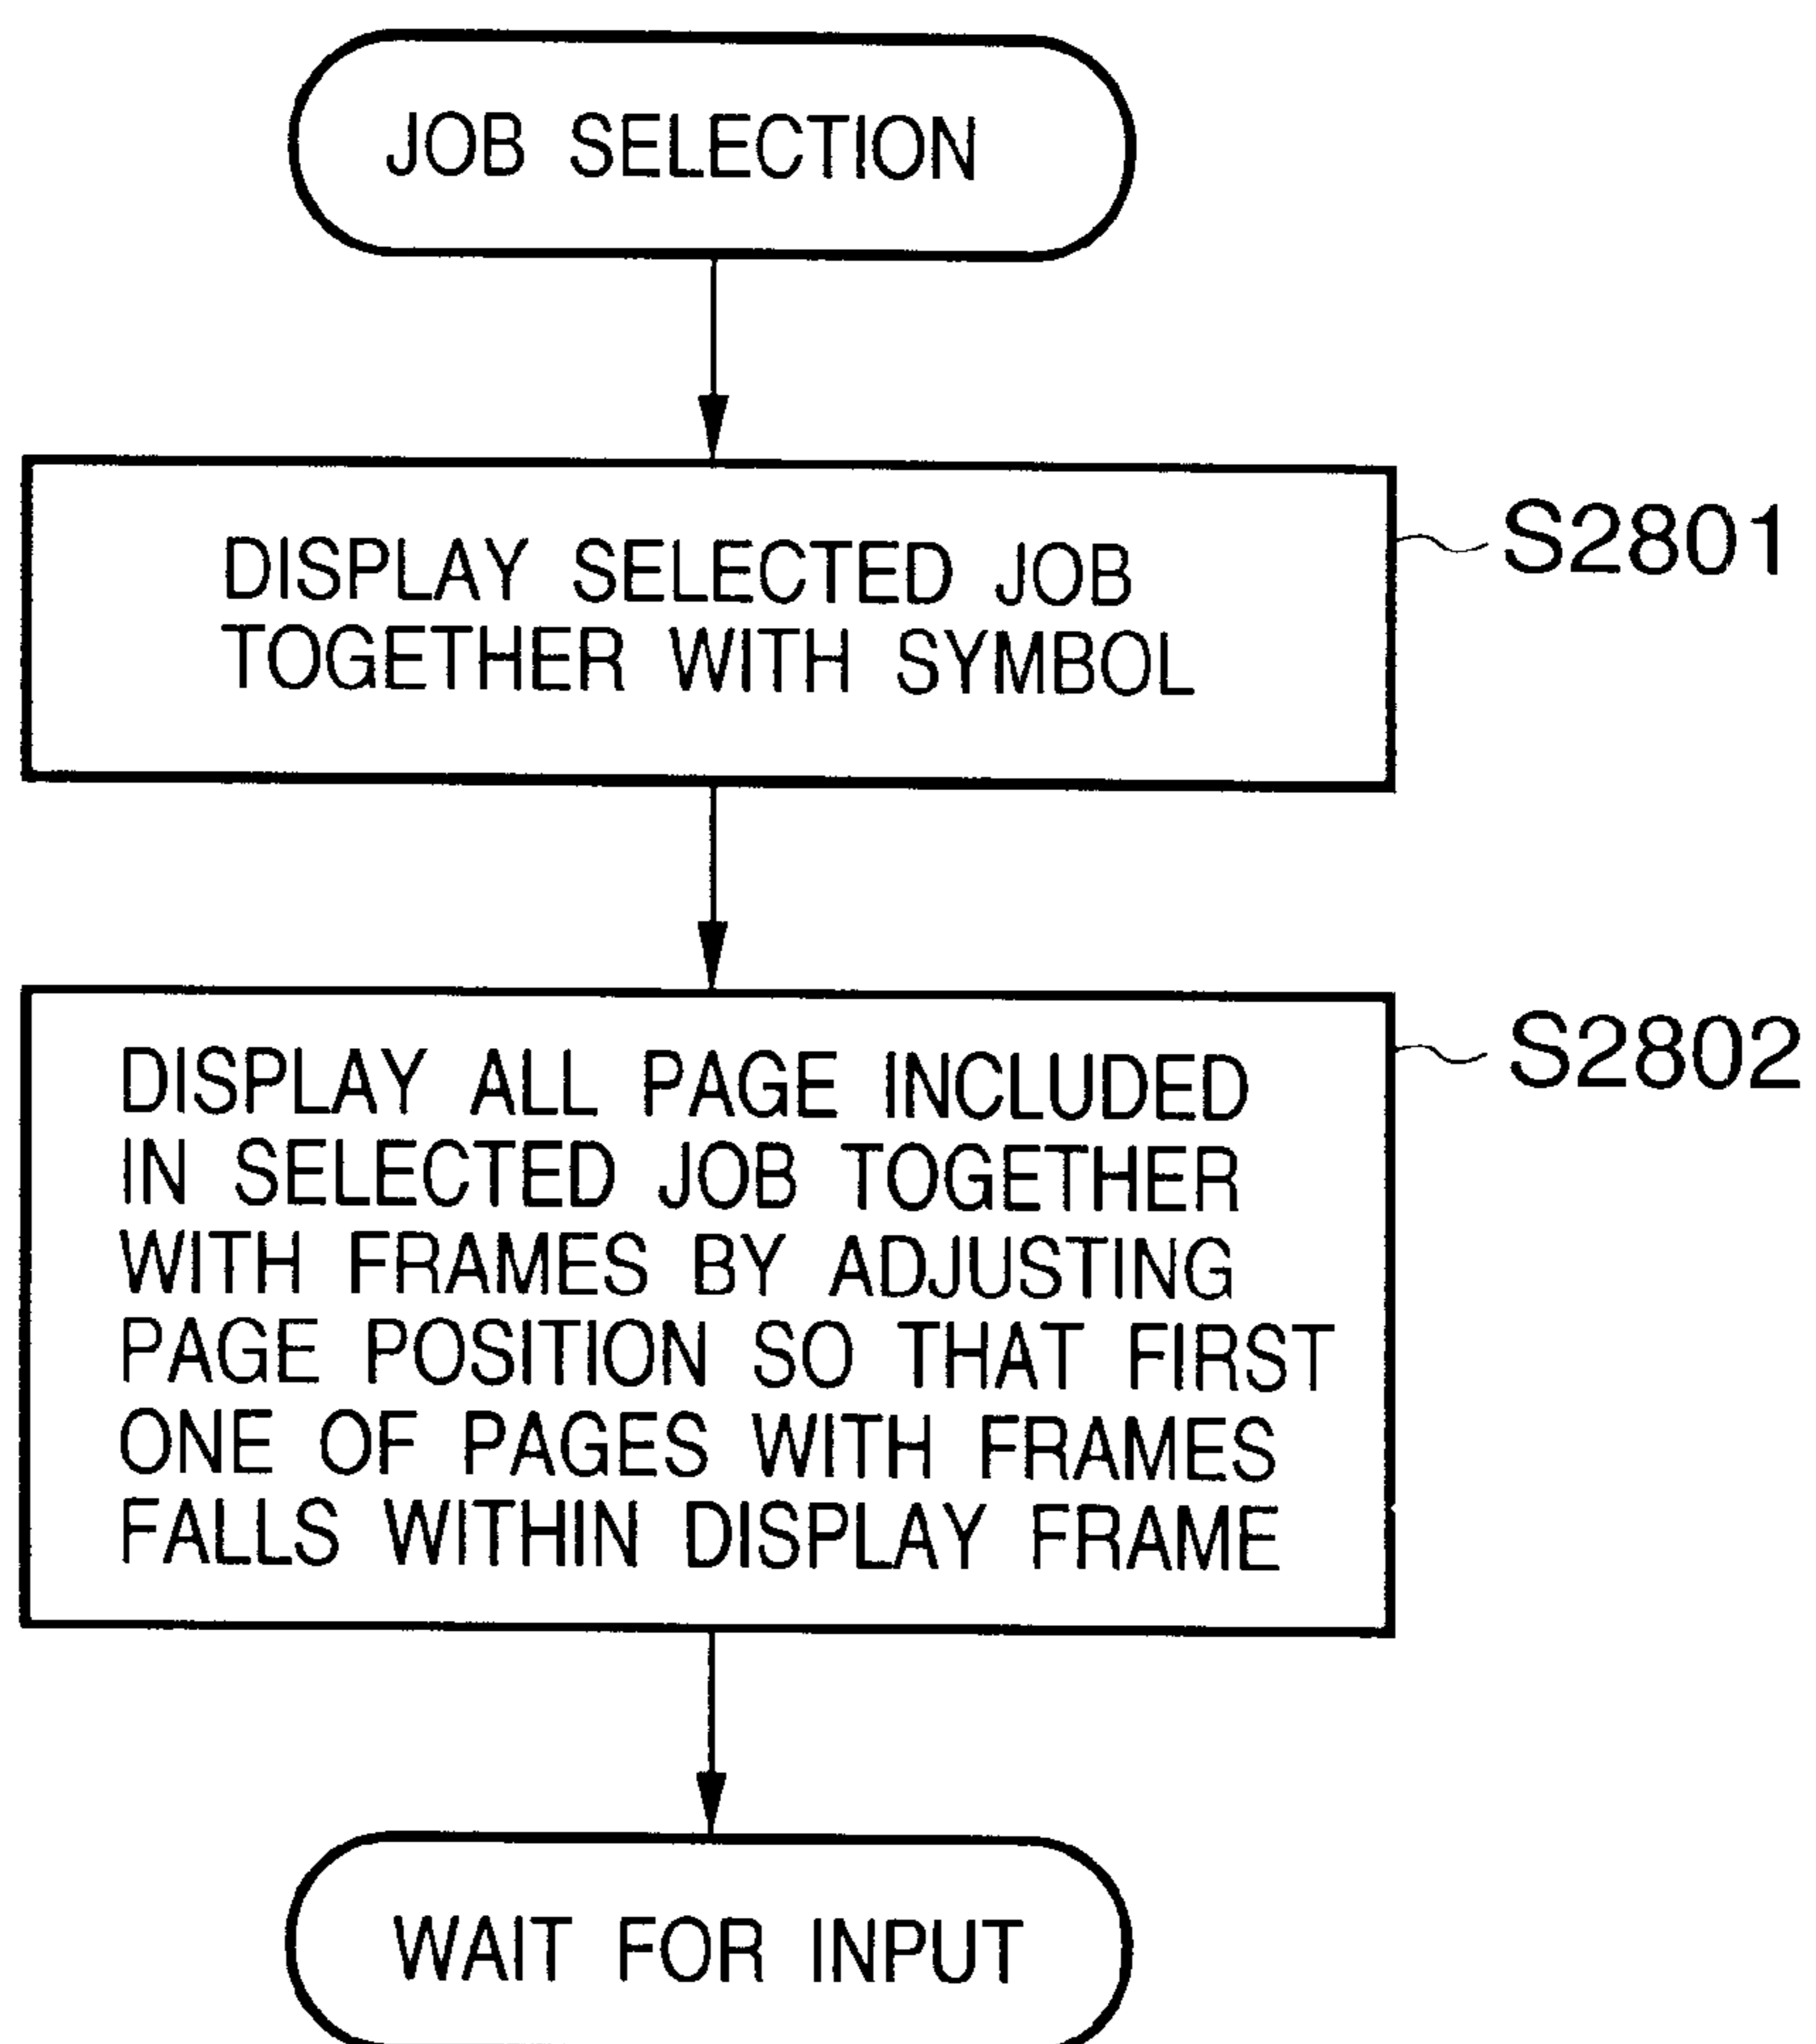 JOB SELECTION
DISPLAY SELECTED JOB
TOGETHER WITH SYMBOL
S2801
DISPLAY ALL PAGE INCLUDED
IN SELECTED JOB TOGETHER
WITH FRAMES BY ADJUSTING
PAGE POSITION SO THAT FIRST
ONE OF PAGES WITH FRAMES
FALLS WITHIN DISPLAY FRAME
S2802
WAIT FOR INPUT